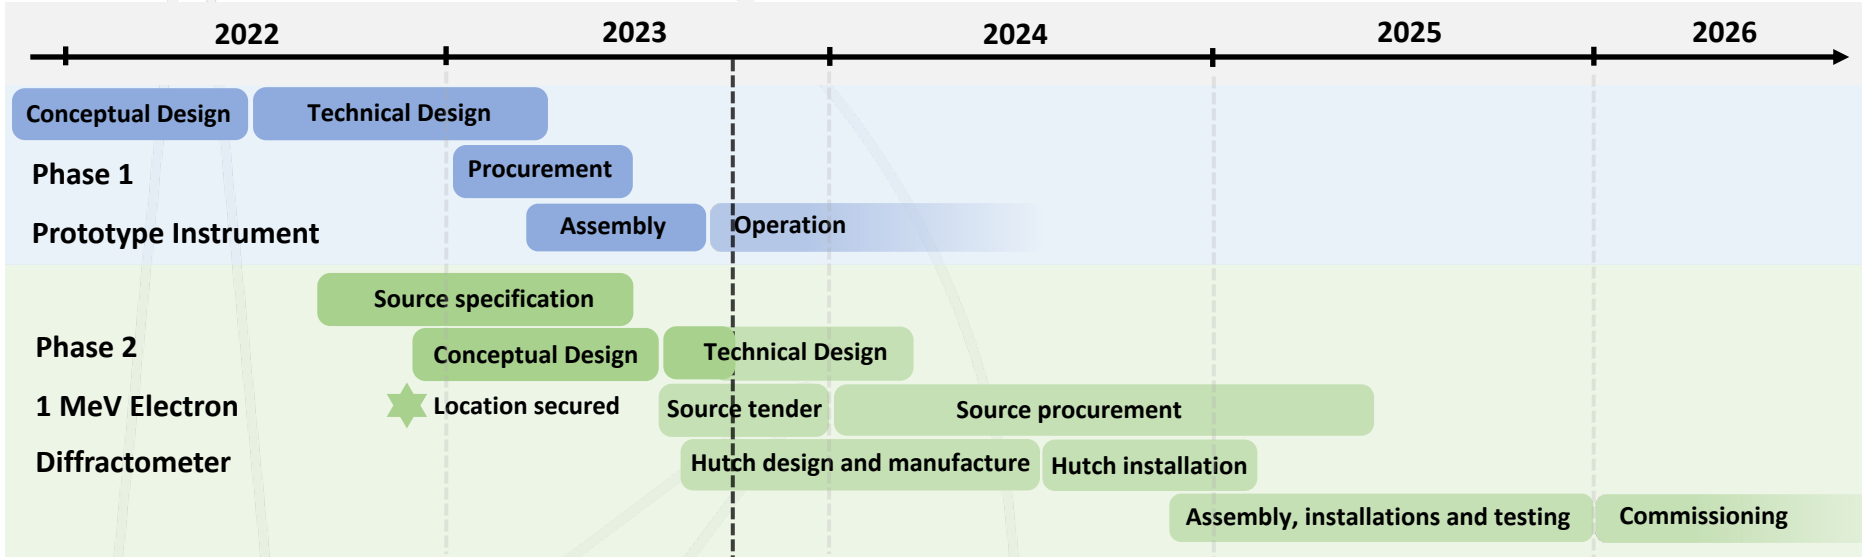 2022
2023
2024
2025
2026
Conceptual Design
Technical Design
Phase 1
Procurement
Prototype Instrument
Assembly
Operation
Source specification
Phase 2
Conceptual Design
Technical Design
1 MeV Electron
Location secured
Source tender
Source procurement
Diffractometer
Hutch design and manufacture
Hutch installation
Assembly, installations and testing
Commissioning